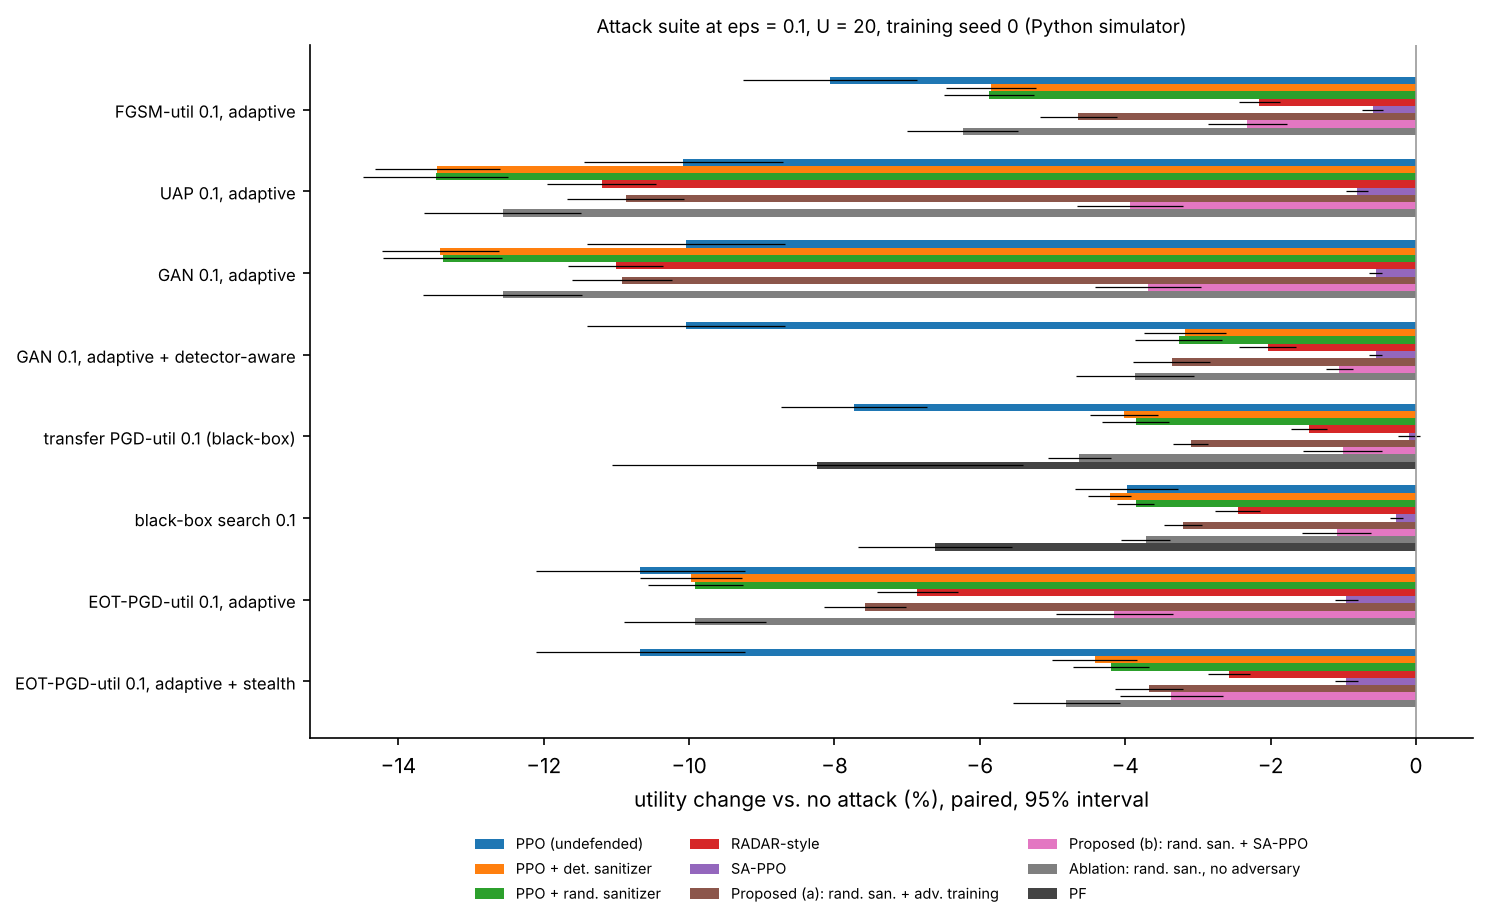 Attack suite at eps = 0.1, U = 20, training seed 0 (Python simulator)
FGSM-util 0.1, adaptive
UAP 0.1, adaptive
GAN 0.1, adaptive
GAN 0.1, adaptive + detector-aware
transfer PGD-util 0.1 (black-box)
black-box search 0.1
EOT-PGD-util 0.1, adaptive
EOT-PGD-util 0.1, adaptive + stealth
−14 −12 −10 −8 −6 −4 −2 0
utility change vs. no attack (%), paired, 95% interval
PPO (undefended)
PPO + det. sanitizer
PPO + rand. sanitizer
RADAR-style
SA-PPO
Proposed (a): rand. san. + adv. training
Proposed (b): rand. san. + SA-PPO
Ablation: rand. san., no adversary
PF